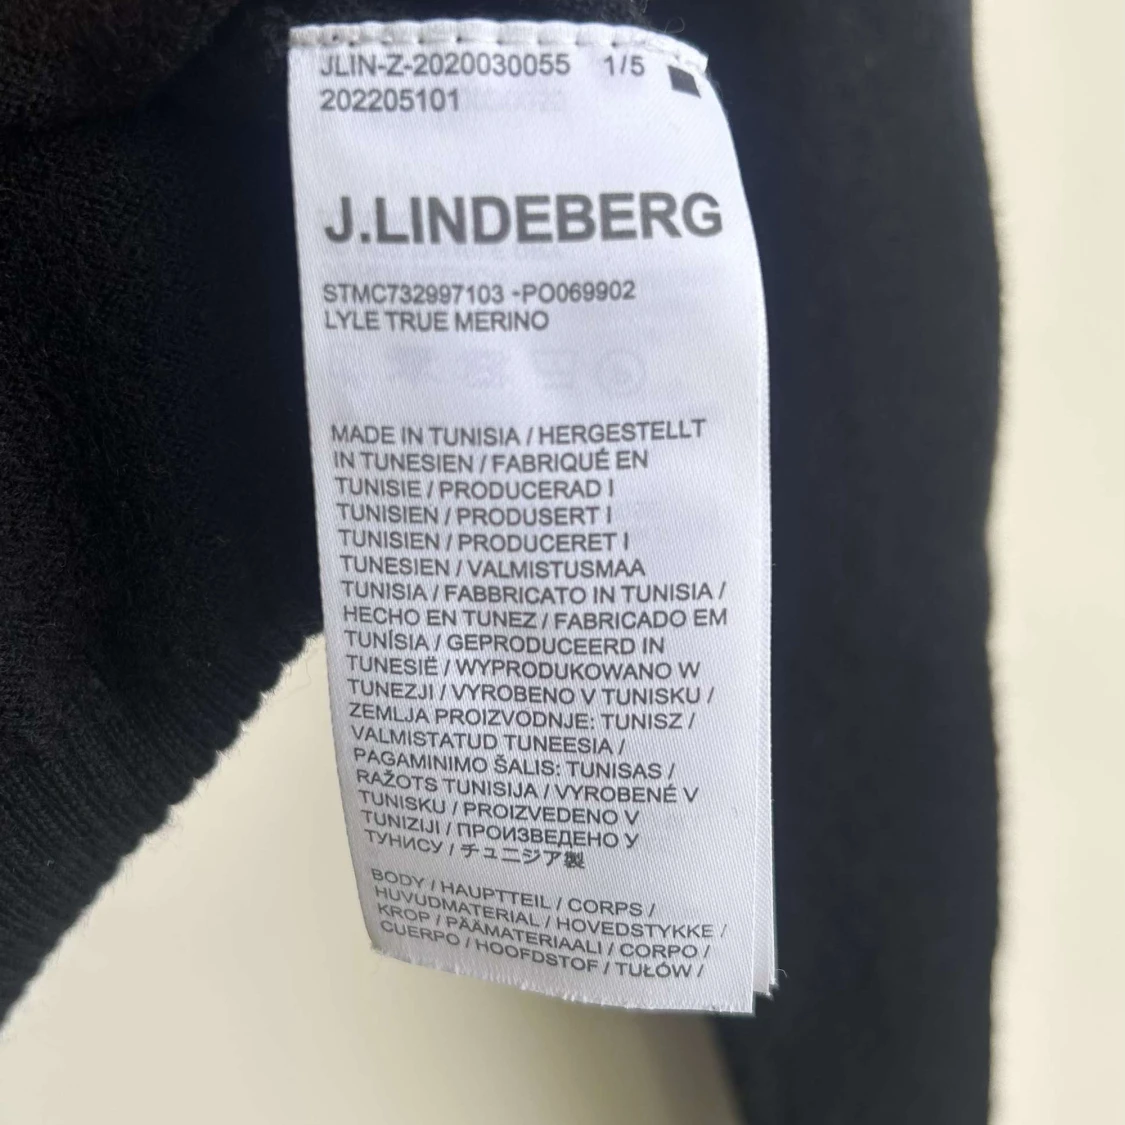 JLIN-Z-2020030055 1/5
202205101
J.LINDEBERG
STMC732997103 -PO069902
LYLE TRUE MERINO
MADE IN TUNISIA / HERGESTELLT
IN TUNESIEN / FABRIQUÉ EN
TUNISIE / PRODUCERAD I
TUNISIEN / PRODUSERT I
TUNISIEN / PRODUCERET I
TUNESIEN / VALMISTUSMAA
TUNISIA / FABBRICATO IN TUNISIA /
HECHO EN TUNEZ / FABRICADO EM
TUNÍSIA / GEPRODUCEERD IN
TUNESIË / WYPRODUKOWANO W
TUNEZJI / VYROBENO V TUNISKU /
ZEMLJA PROIZVODNJE: TUNISZ /
VALMISTATUD TUNEESIA /
PAGAMINIMO ŠALIS: TUNISAS /
RAŽOTS TUNISIJA / VYROBENÉ V
TUNISKU / PROIZVEDENO V
TUNIZIJI / ПРОИЗВЕДЕНО У
ТУНИСУ / チュニジア製
BODY / HAUPTTEIL / CORPS /
HUVUDMATERIAL / HOVEDSTYKKE /
KROP / PÄÄMATERIAALI / CORPO /
CUERPO / HOOFDSTOF / TUŁÓW /